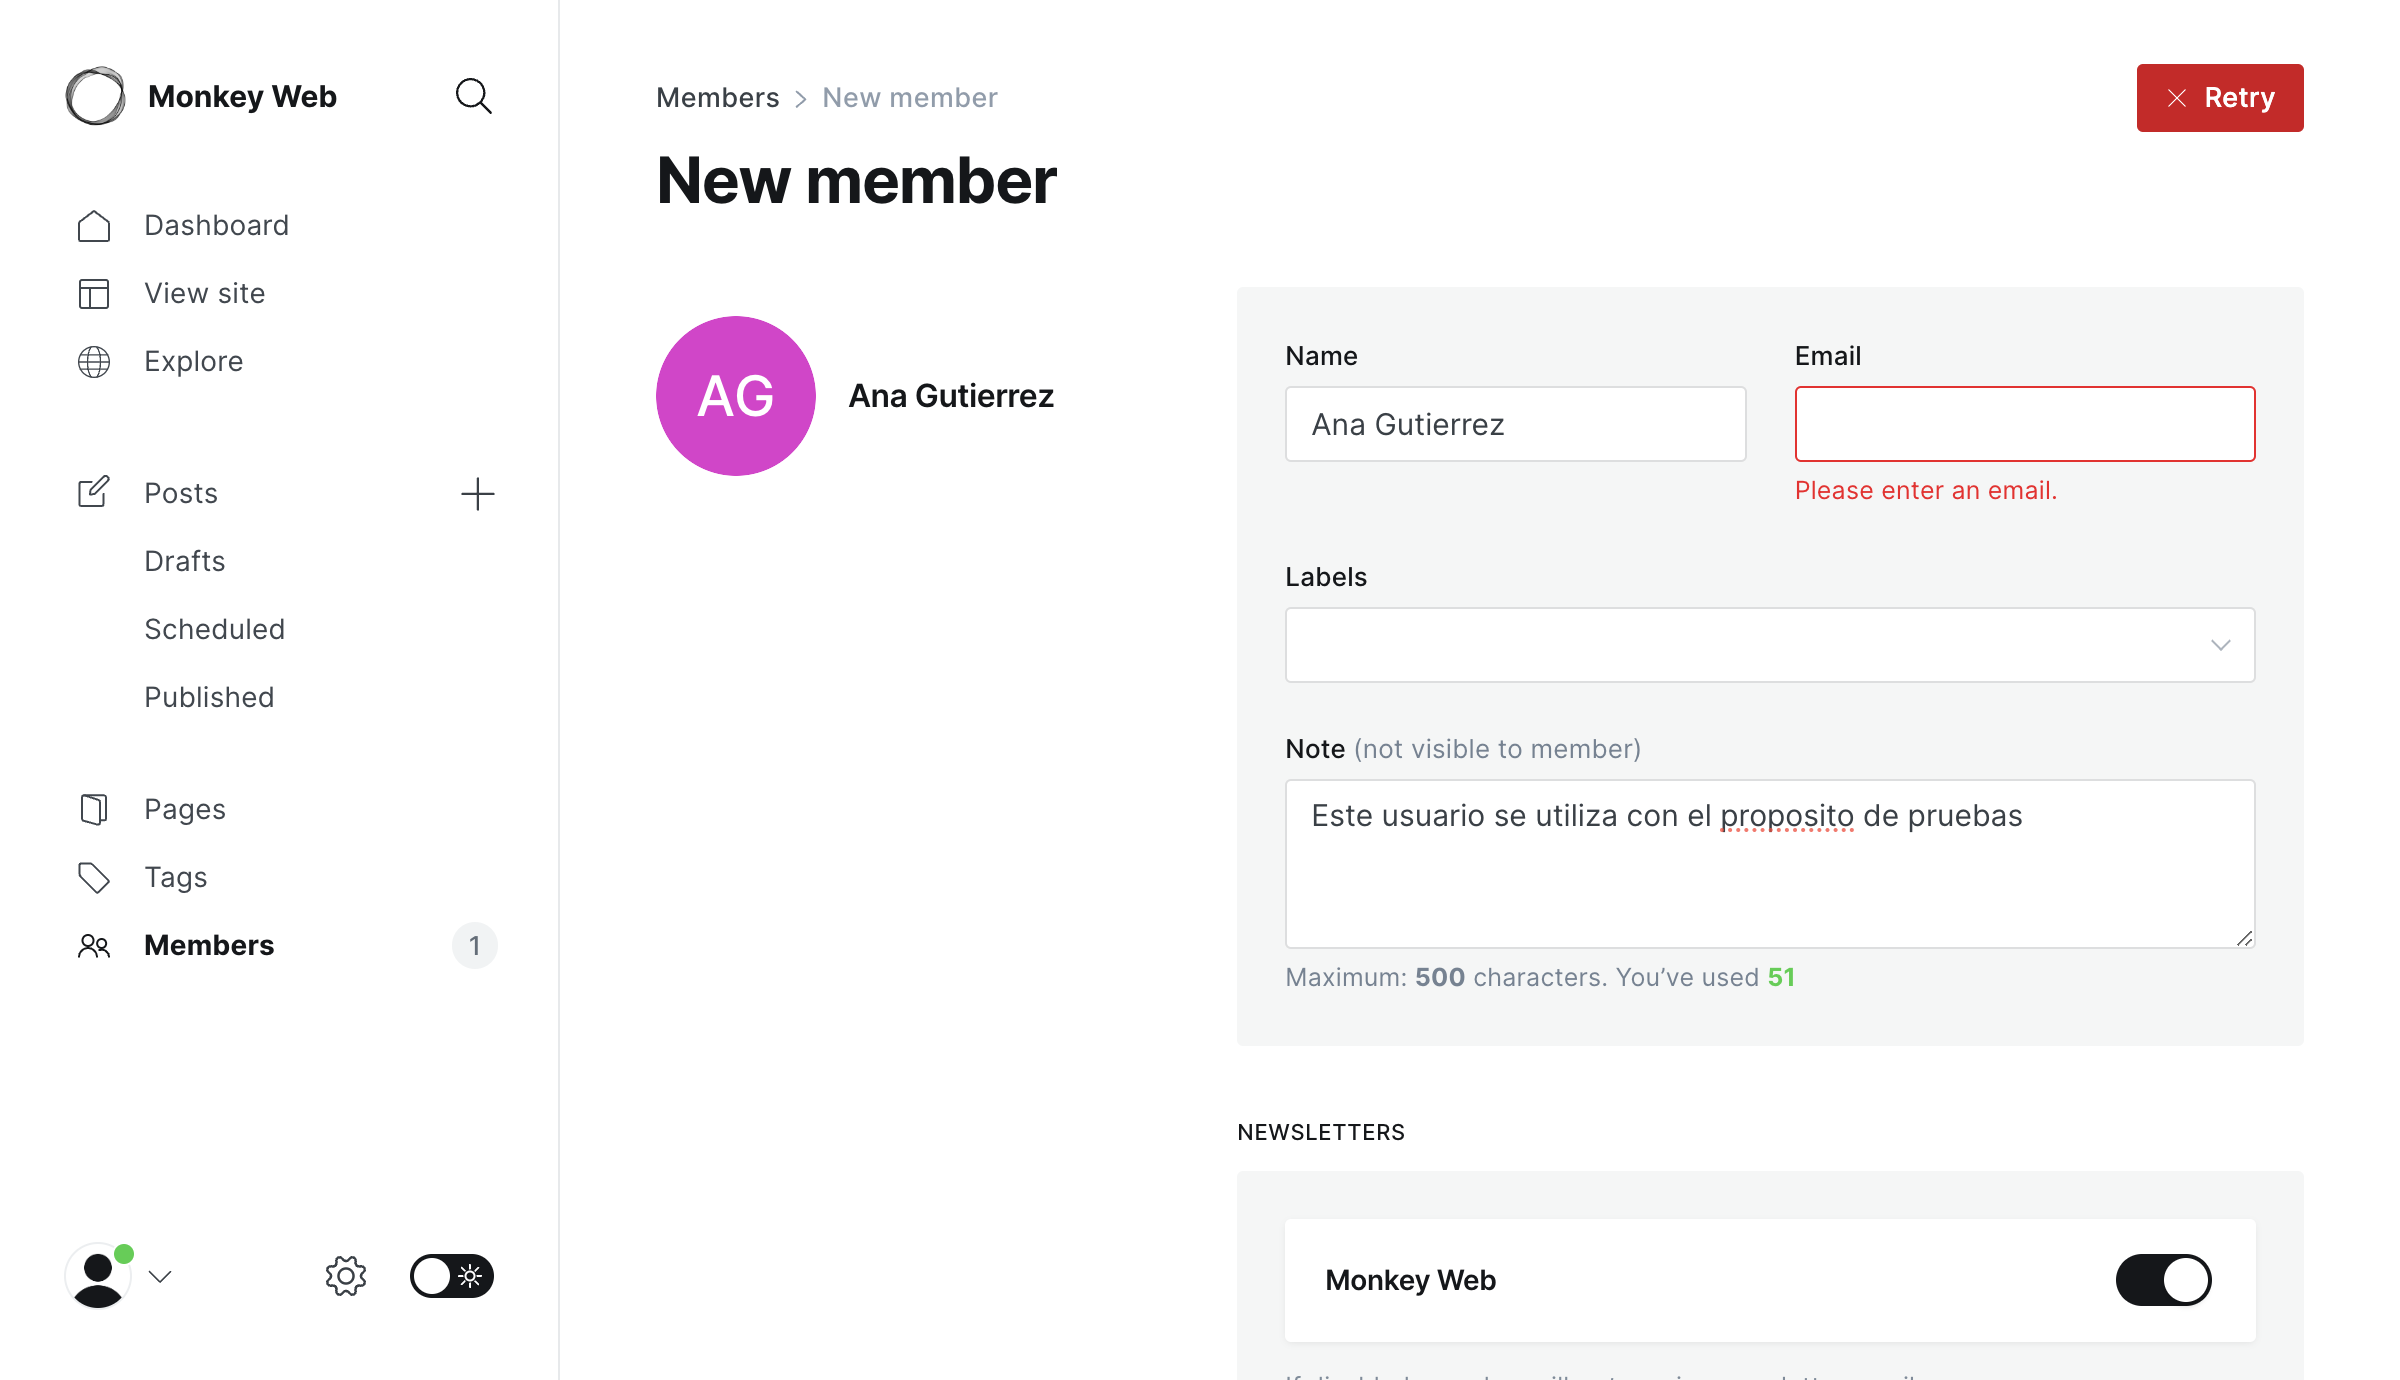 Monkey Web
Dashboard
View site
Explore
Posts
Drafts
Scheduled
Published
Pages
Tags
Members 1
Members > New member
Retry
New member
AG
Ana Gutierrez
Name
Ana Gutierrez
Email
Please enter an email.
Labels
Note (not visible to member)
Este usuario se utiliza con el proposito de pruebas
Maximum: 500 characters. You’ve used 51
NEWSLETTERS
Monkey Web